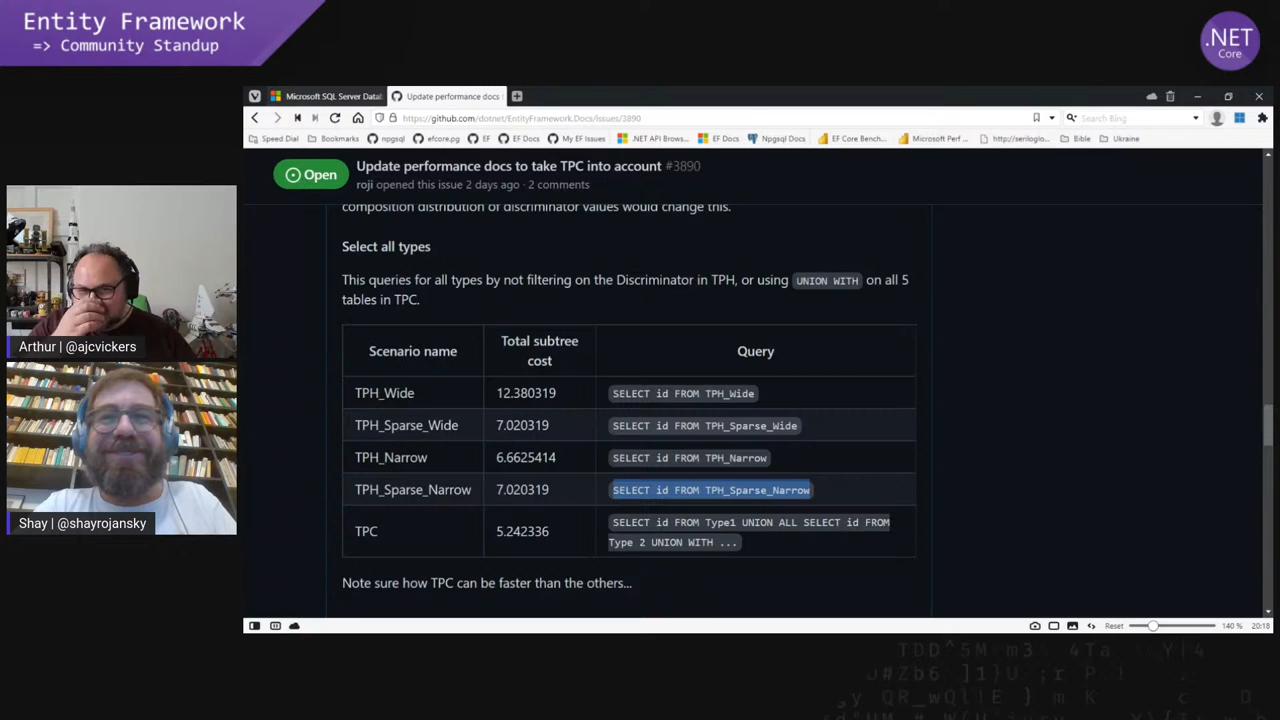 Entity Framework
=> Community Standup
.NET
Core
Microsoft SQL Server Datab
Update performance docs
https://github.com/dotnet/EntityFramework.Docs/issues/3890
Search Bing
Speed Dial
Bookmarks
npgsql
efcore.pg
EF
EF Docs
My EF Issues
.NET API Brows...
EF Docs
Npgsql Docs
EF Core Bench...
Microsoft Perf ...
http://serilog
Bible
Ukraine
Open
Update performance docs to take TPC into account #3890
roji opened this issue 2 days ago · 2 comments
composition distribution of discriminator values would change this.
Select all types
This queries for all types by not filtering on the Discriminator in TPH, or using UNION WITH on all 5
tables in TPC.
Scenario name
Total subtree
cost
Query
TPH_Wide 12.380319 SELECT id FROM TPH_Wide
TPH_Sparse_Wide 7.020319 SELECT id FROM TPH_Sparse_Wide
TPH_Narrow 6.6625414 SELECT id FROM TPH_Narrow
TPH_Sparse_Narrow 7.020319 SELECT id FROM TPH_Sparse_Narrow
TPC 5.242336 SELECT id FROM Type1 UNION ALL SELECT id FROM
Type 2 UNION WITH ...
Note sure how TPC can be faster than the others...
Arthur | @ajcvickers
Shay | @shayrojansky
Reset
140 %
20:18